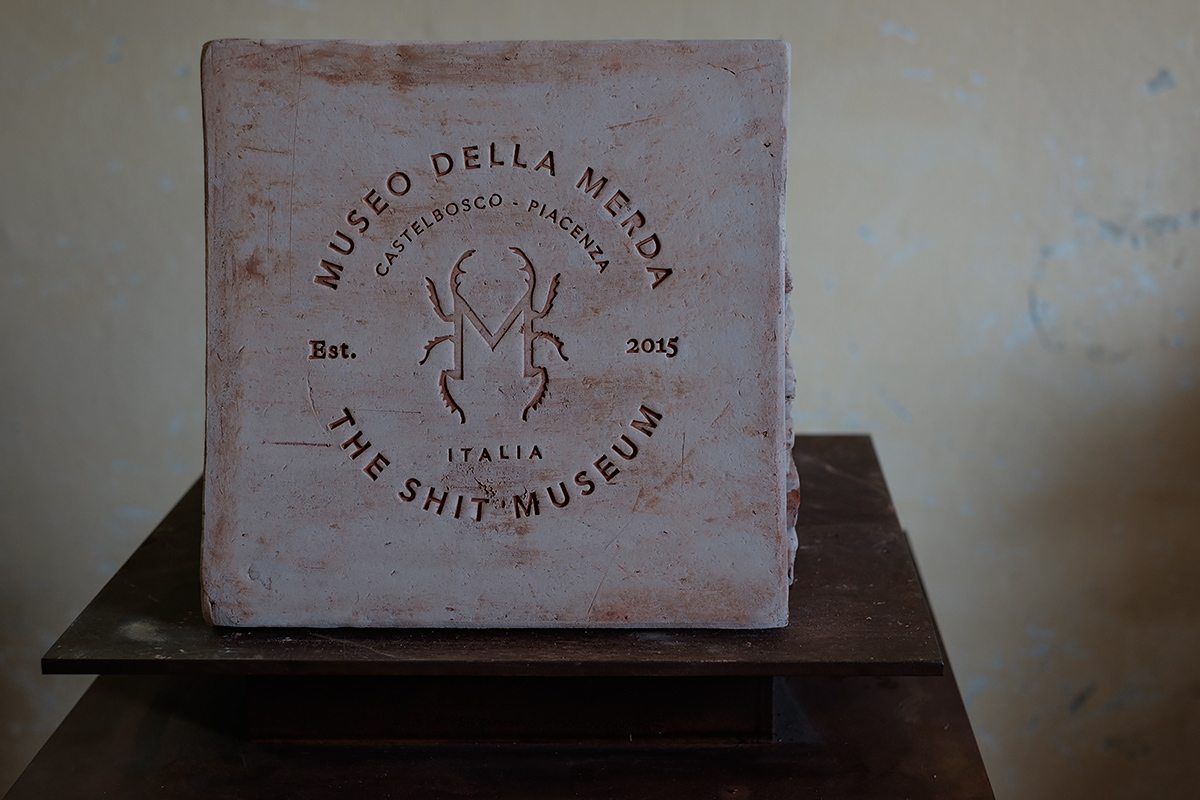 MUSEO DELLA MERDA
CASTELBOSCO - PIACENZA
M
Est. 2015
ITALIA
THE SHIT MUSEUM